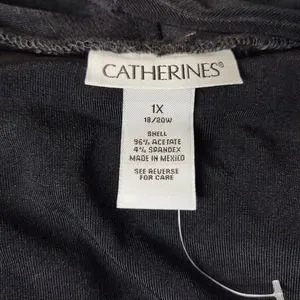 CATHERINES®
1X
18/20W
SHELL
96% ACETATE
4% SPANDEX
MADE IN MEXICO
SEE REVERSE
FOR CARE